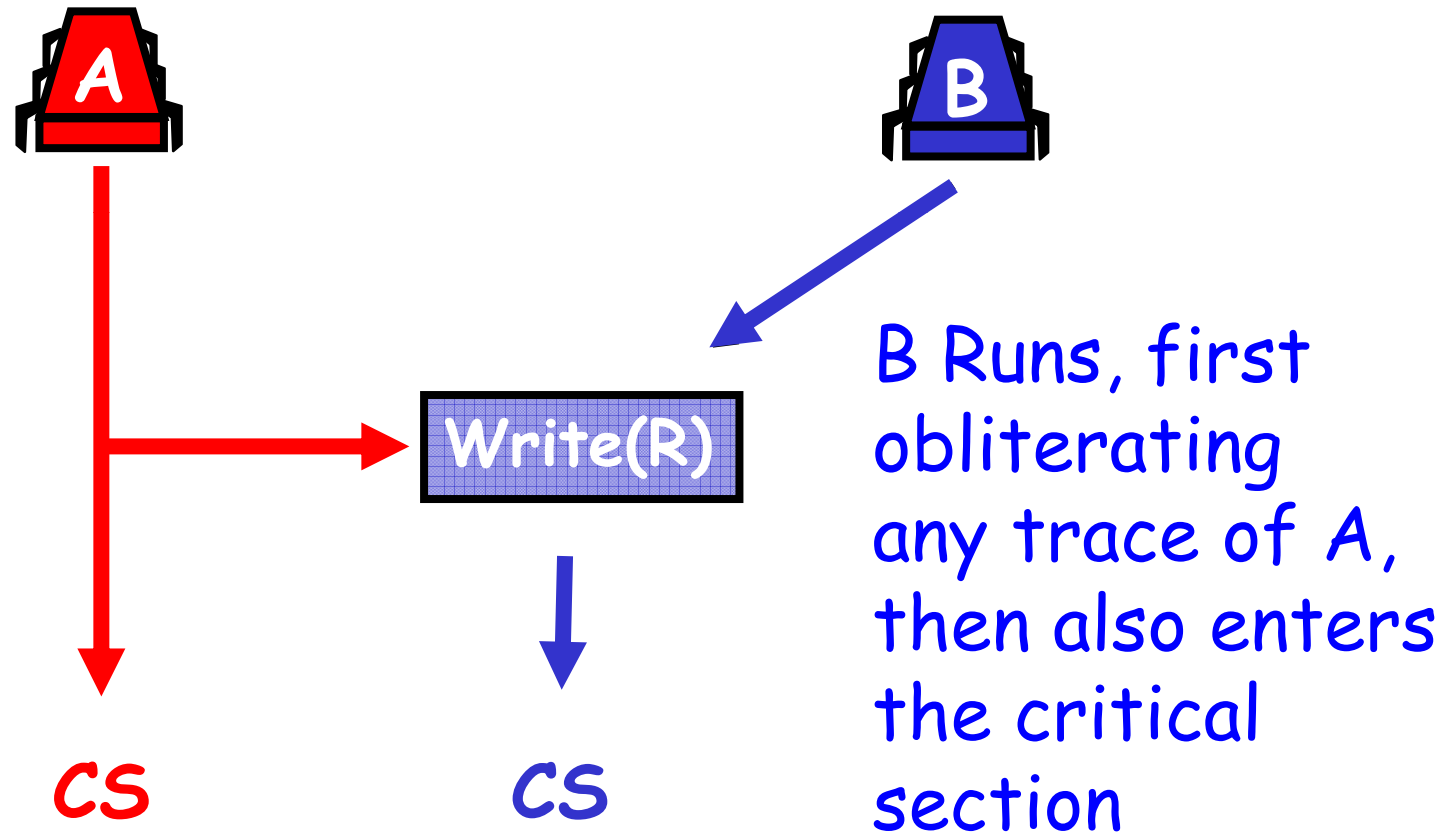 A
B
B Runs, first
obliterating
Write(R)
any trace of A,
then also enters
the critical
section
CS
CS